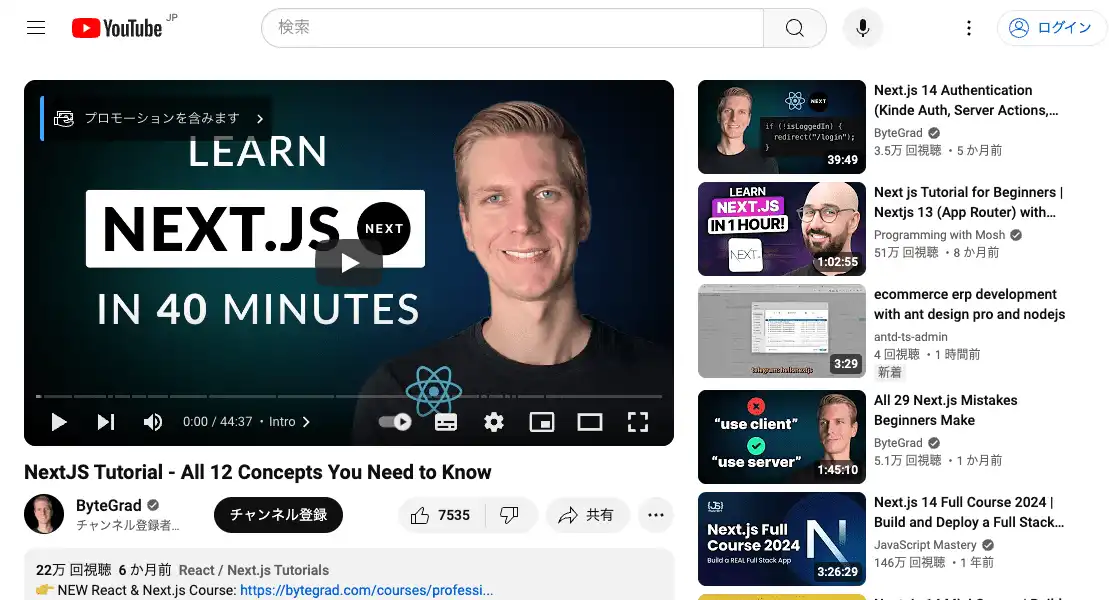 YouTube JP
検索
ログイン
プロモーションを含みます
LEARN
NEXT.JS NEXT
IN 40 MINUTES
0:00 / 44:37 • Intro
NextJS Tutorial - All 12 Concepts You Need to Know
ByteGrad
チャンネル登録者...
チャンネル登録
7535
共有
22万 回視聴 6 か月前 React / Next.js Tutorials
👉 NEW React & Next.js Course: https://bytegrad.com/courses/professi...
NEXT
if (!isLoggedIn) {
redirect("/login");
}
39:49
Next.js 14 Authentication
(Kinde Auth, Server Actions,...
ByteGrad
3.5万 回視聴 • 5 か月前
LEARN
NEXT.JS
IN 1 HOUR!
NEXT
1:02:55
Next js Tutorial for Beginners |
Nextjs 13 (App Router) with...
Programming with Mosh
51万 回視聴 • 8 か月前
3:29
ecommerce erp development
with ant design pro and nodejs
antd-ts-admin
4 回視聴 • 1 時間前
新着
"use client"
"use server"
1:45:10
All 29 Next.js Mistakes
Beginners Make
ByteGrad
5.1万 回視聴 • 1 か月前
JS
Next.js Full
Course 2024
Build a REAL Full Stack App
N
3:26:29
Next.js 14 Full Course 2024 |
Build and Deploy a Full Stack...
JavaScript Mastery
146万 回視聴 • 1 年前